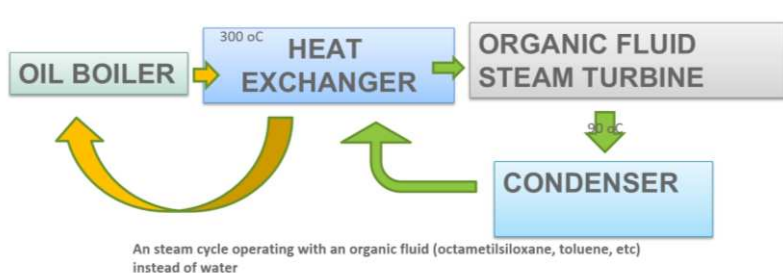 300 oC
OIL BOILER
HEAT
EXCHANGER
ORGANIC FLUID
STEAM TURBINE
90 oC
CONDENSER
An steam cycle operating with an organic fluid (octametilsiloxane, toluene, etc)
instead of water